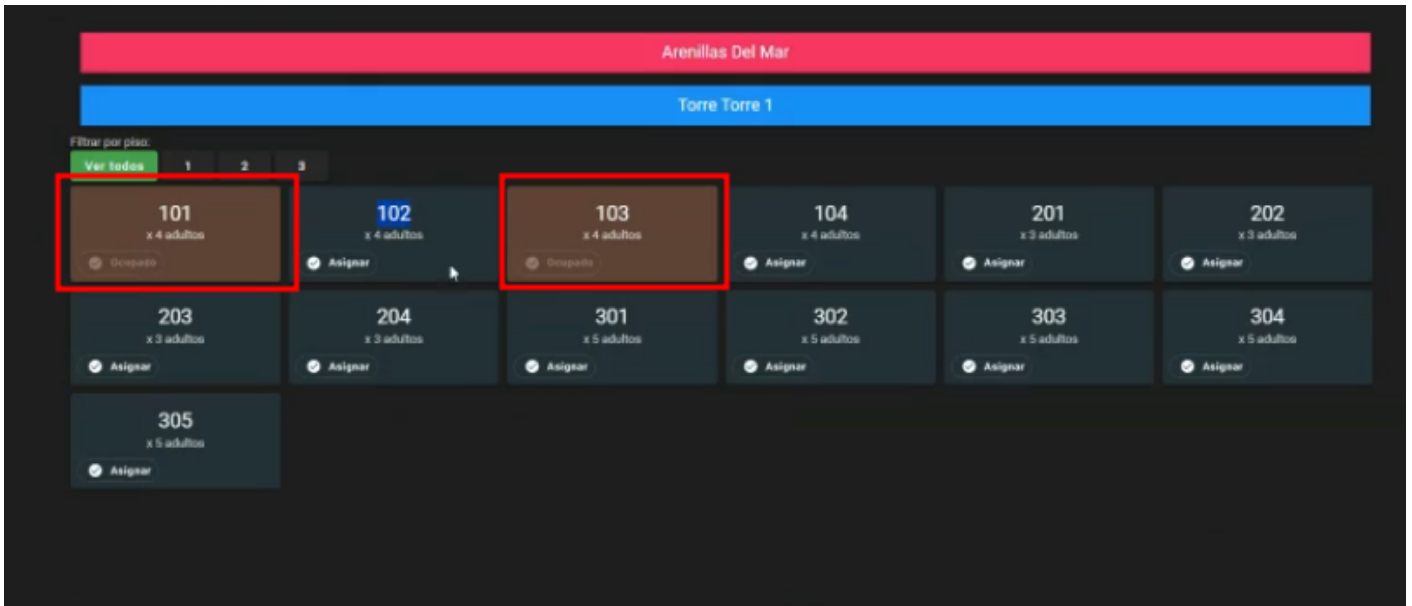 Arenillas Del Mar
Torre Torre 1
Filtrar por piso:
Ver todos 1 2 3
101 102 103 104 201 202
x 4 adultos x 4 adultos x 4 adultos x 4 adultos x 3 adultos x 3 adultos
Ocupado Asignar Ocupado Asignar Asignar Asignar
203 204 301 302 303 304
x 3 adultos x 3 adultos x 5 adultos x 5 adultos x 5 adultos x 5 adultos
Asignar Asignar Asignar Asignar Asignar Asignar
305
x 5 adultos
Asignar